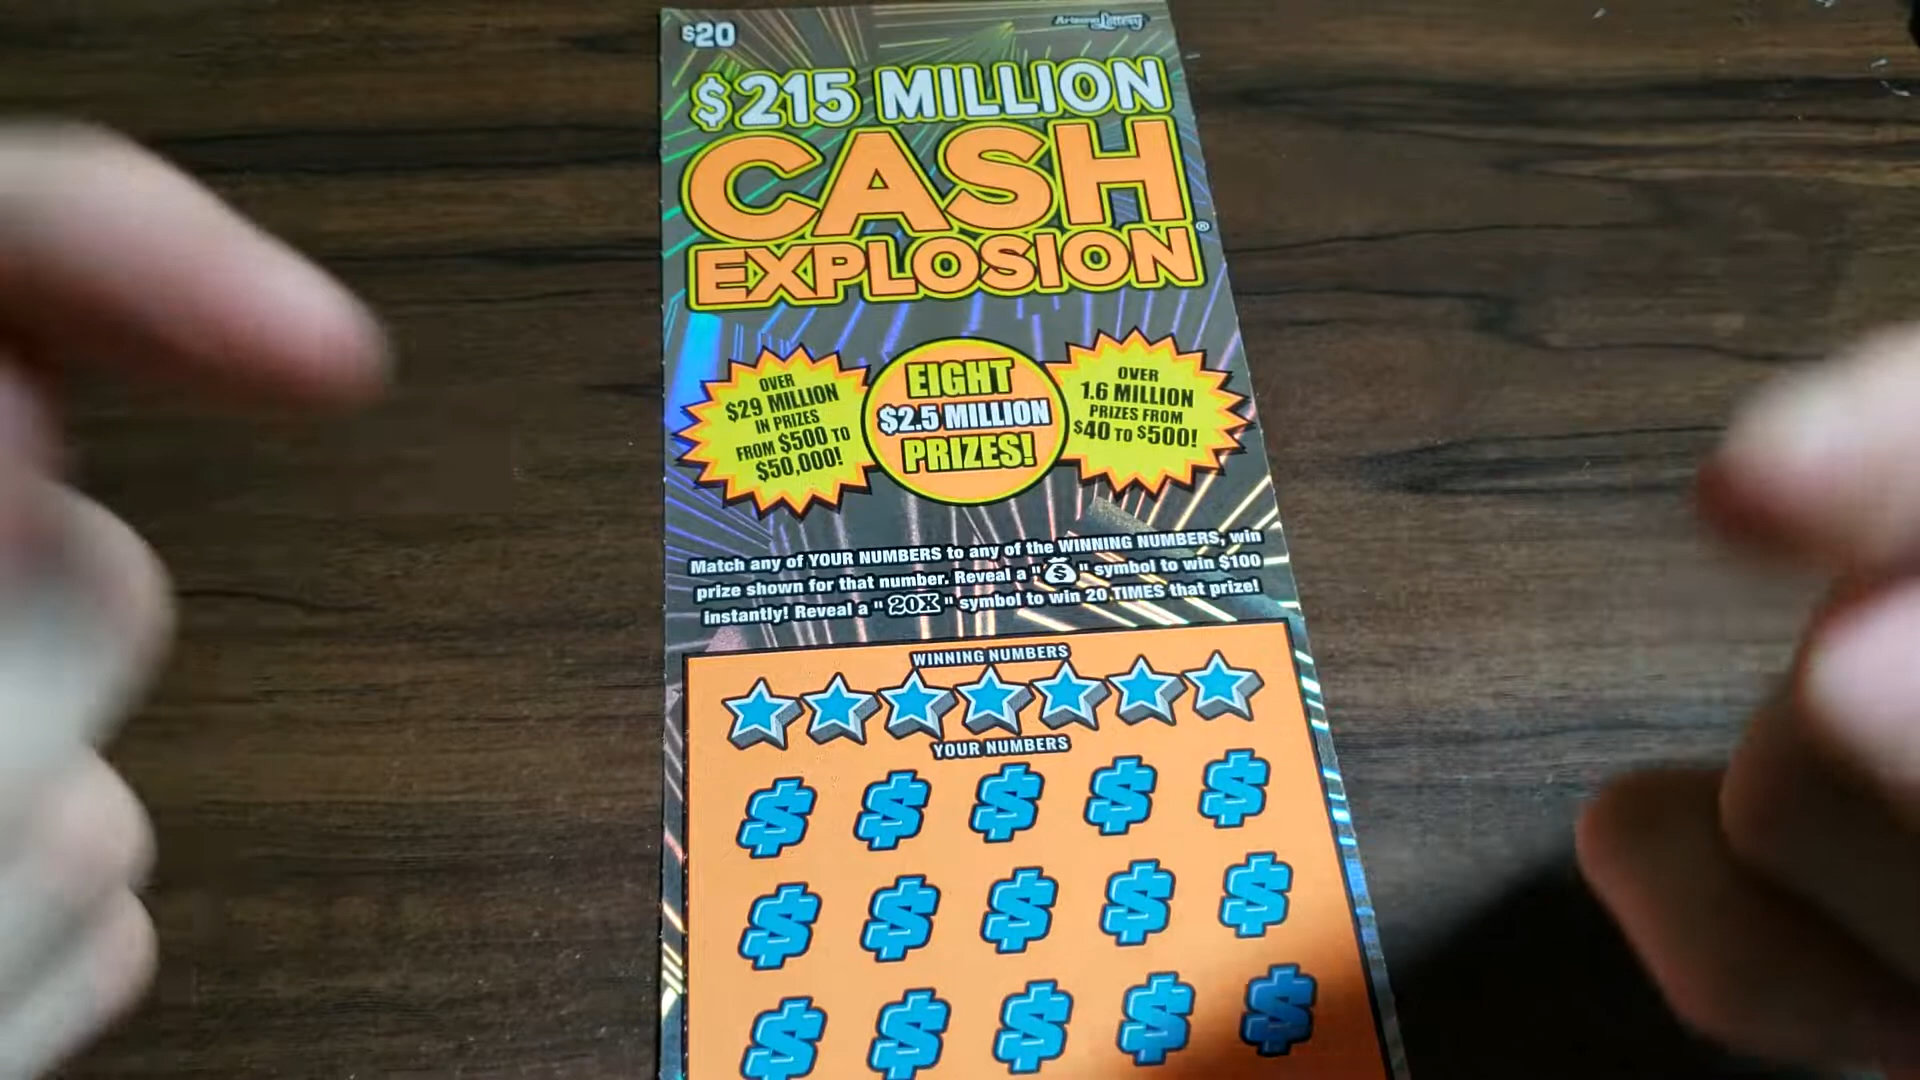 $20
Arizona Lottery
$215 MILLION
CASH
EXPLOSION®
OVER
$29 MILLION
IN PRIZES
FROM $500 TO
$50,000!
EIGHT
$2.5 MILLION
PRIZES!
OVER
1.6 MILLION
PRIZES FROM
$40 TO $500!
Match any of YOUR NUMBERS to any of the WINNING NUMBERS, win
prize shown for that number. Reveal a "$" symbol to win $100
instantly! Reveal a "20X" symbol to win 20 TIMES that prize!
WINNING NUMBERS
YOUR NUMBERS
$ $ $ $ $
$ $ $ $ $
$ $ $ $ $